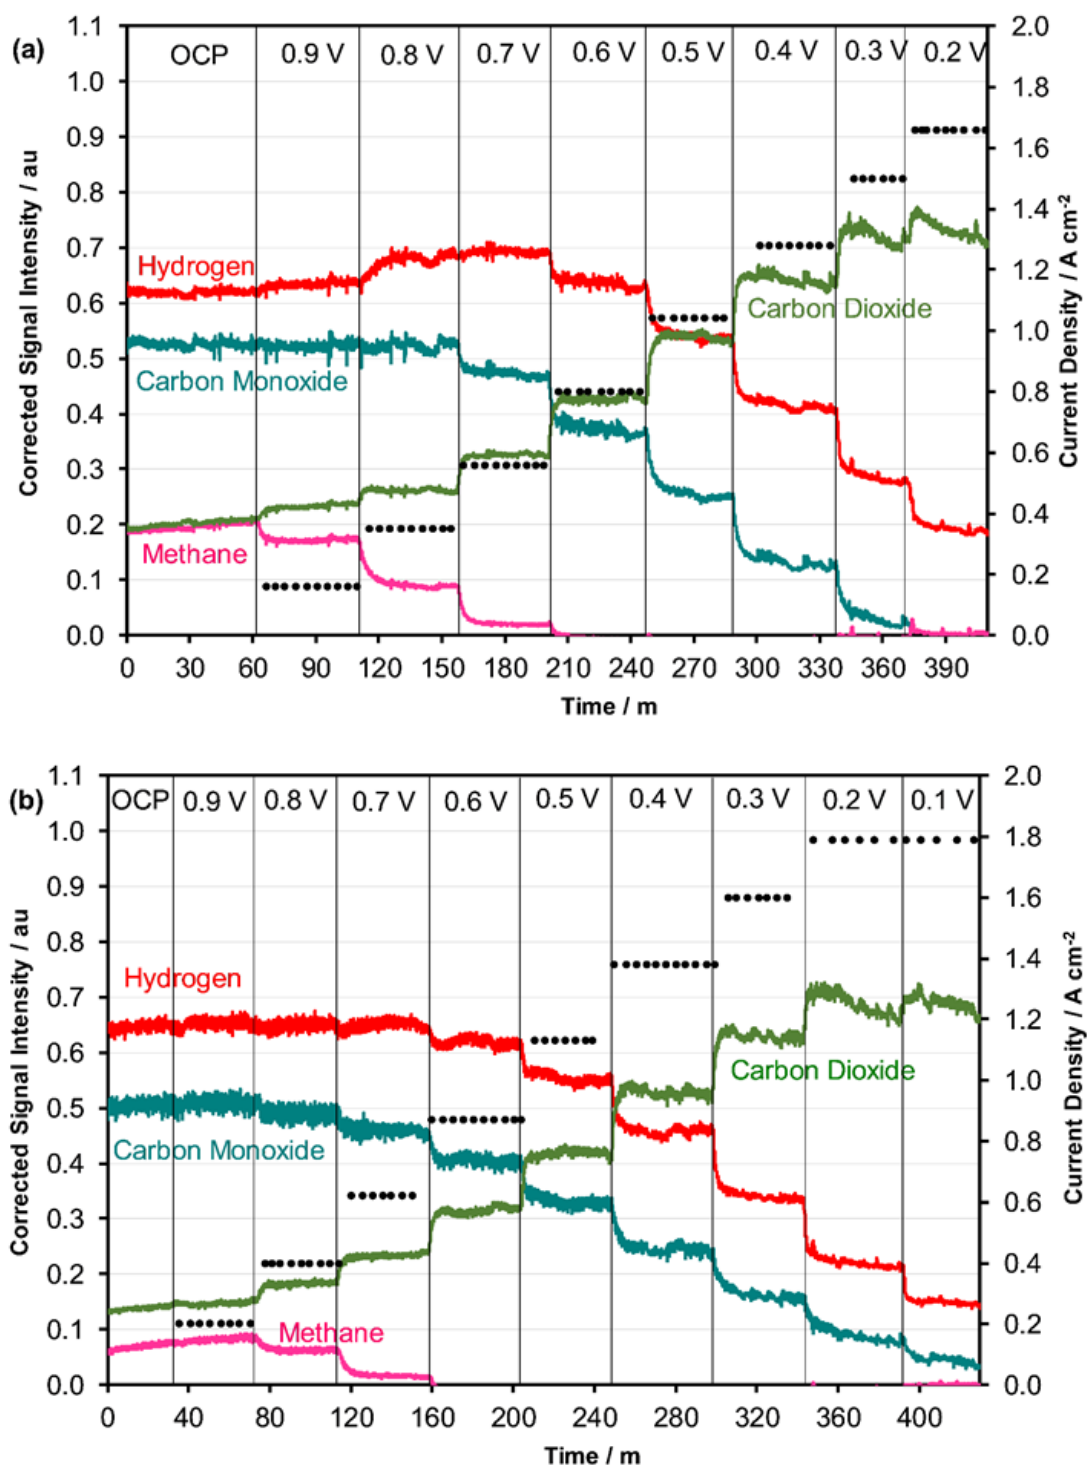 (a)
OCP 0.9 V 0.8 V 0.7 V 0.6 V 0.5 V 0.4 V 0.3 V 0.2 V
1.1
1.0
0.9
0.8
0.7
0.6
0.5
0.4
0.3
0.2
0.1
0.0
Corrected Signal Intensity / au
Hydrogen
Carbon Monoxide
Methane
Carbon Dioxide
2.0
1.8
1.6
1.4
1.2
1.0
0.8
0.6
0.4
0.2
0.0
Current Density / A cm-2
0 30 60 90 120 150 180 210 240 270 300 330 360 390
Time / m
(b)
OCP 0.9 V 0.8 V 0.7 V 0.6 V 0.5 V 0.4 V 0.3 V 0.2 V 0.1 V
1.1
1.0
0.9
0.8
0.7
0.6
0.5
0.4
0.3
0.2
0.1
0.0
Corrected Signal Intensity / au
Hydrogen
Carbon Monoxide
Methane
Carbon Dioxide
2.0
1.8
1.6
1.4
1.2
1.0
0.8
0.6
0.4
0.2
0.0
Current Density / A cm-2
0 40 80 120 160 200 240 280 320 360 400
Time / m